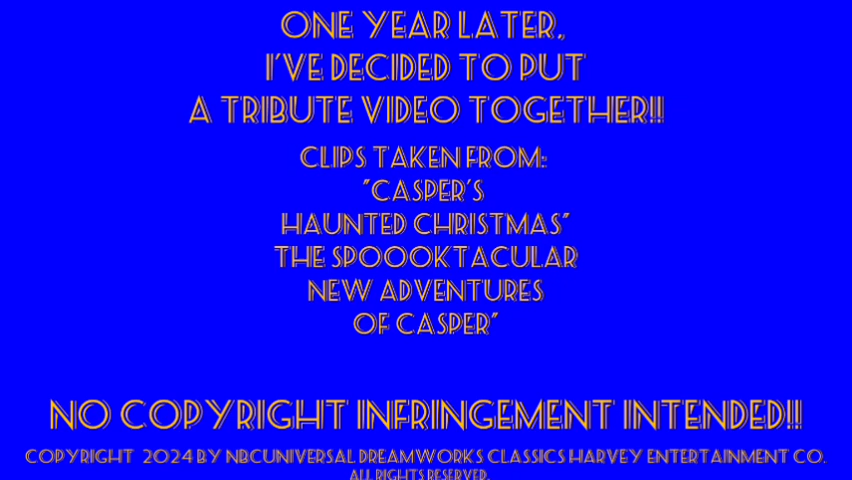 ONE YEAR LATER,
I'VE DECIDED TO PUT
A TRIBUTE VIDEO TOGETHER!!
CLIPS TAKEN FROM:
"CASPER'S
HAUNTED CHRISTMAS"
THE SPOOOKTACULAR
NEW ADVENTURES
OF CASPER"
NO COPYRIGHT INFRINGEMENT INTENDED!!
COPYRIGHT 2024 BY NBCUNIVERSAL DREAMWORKS CLASSICS HARVEY ENTERTAINMENT CO.
ALL RIGHTS RESERVED.